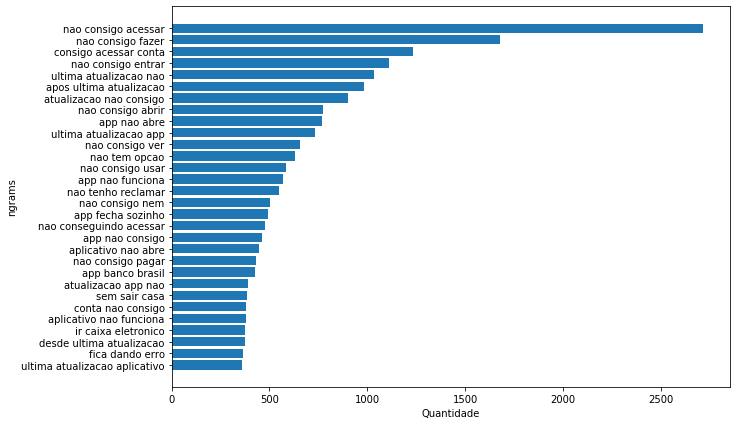 nao consigo acessar
nao consigo fazer
consigo acessar conta
nao consigo entrar
ultima atualizacao nao
apos ultima atualizacao
atualizacao nao consigo
nao consigo abrir
app nao abre
ultima atualizacão app
nao consigo ver
nao tem opcao
nao consigo usar
app nao funciona
nao tenho reclamar
nao consigo nem
app fecha sozinho
nao conseguindo acessar
app nao consigo
aplicativo nao abre
nao consigo pagar
app banco brasil
atualizacao app nao
sem sair casa
conta nao consigo
aplicativo nao funciona
ir caixa eletronico
desde ultima atualizacao
fica dando erro
ultima atualizacao aplicativo
ngrams
0 500 1000 1500 2000 2500
Quantidade